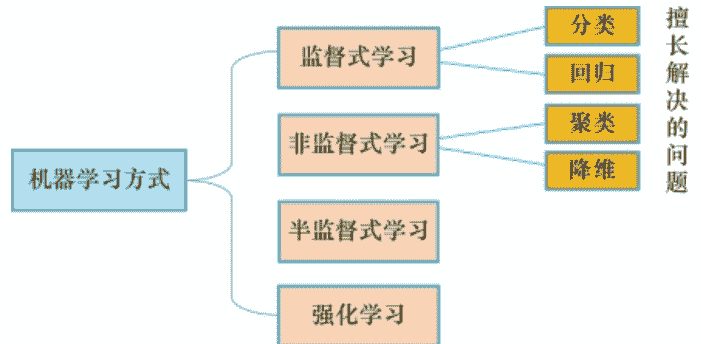 机器学习方式
监督式学习
非监督式学习
半监督式学习
强化学习
分类
回归
聚类
降维
擅长解决的问题